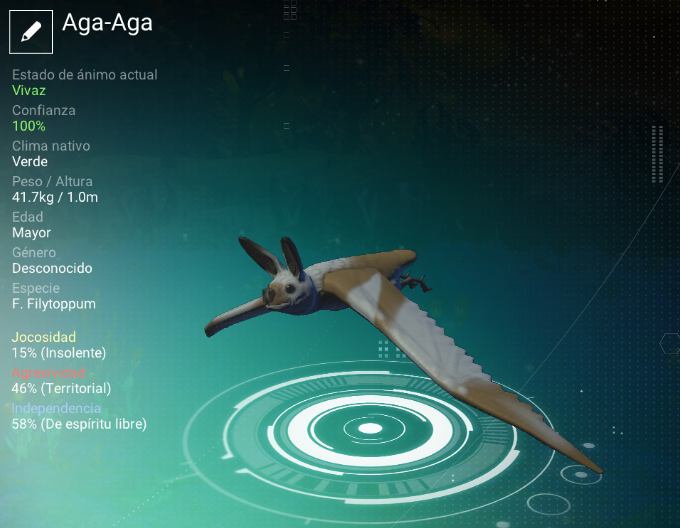 Aga-Aga
Estado de ánimo actual
Vivaz
Confianza
100%
Clima nativo
Verde
Peso / Altura
41.7kg / 1.0m
Edad
Mayor
Género
Desconocido
Especie
F. Filytoppum
Jocosidad
15% (Insolente)
Agresividad
46% (Territorial)
Independencia
58% (De espíritu libre)